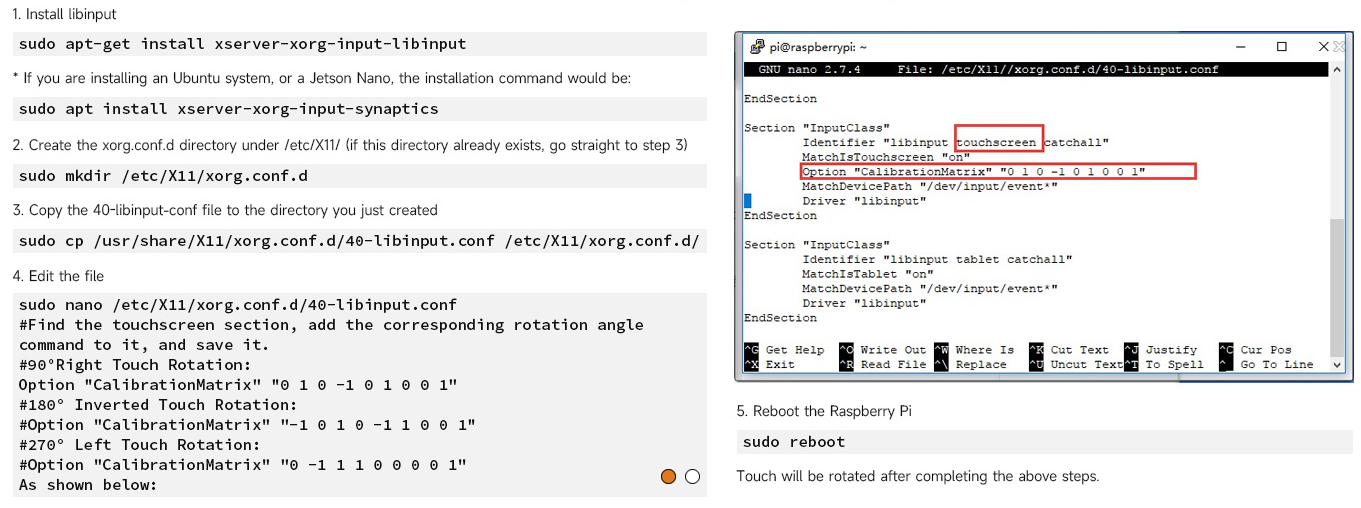 1. Install libinput
sudo apt-get install xserver-xorg-input-libinput
* If you are installing an Ubuntu system, or a Jetson Nano, the installation command would be:
sudo apt install xserver-xorg-input-synaptics
2. Create the xorg.conf.d directory under /etc/X11/ (if this directory already exists, go straight to step 3)
sudo mkdir /etc/X11/xorg.conf.d
3. Copy the 40-libinput-conf file to the directory you just created
sudo cp /usr/share/X11/xorg.conf.d/40-libinput.conf /etc/X11/xorg.conf.d/
4. Edit the file
sudo nano /etc/X11/xorg.conf.d/40-libinput.conf
#Find the touchscreen section, add the corresponding rotation angle
command to it, and save it.
#90°Right Touch Rotation:
Option "CalibrationMatrix" "0 1 0 -1 0 1 0 0 1"
#180° Inverted Touch Rotation:
#Option "CalibrationMatrix" "-1 0 1 0 -1 1 0 0 1"
#270° Left Touch Rotation:
#Option "CalibrationMatrix" "0 -1 1 1 0 0 0 0 1"
As shown below:
pi@raspberrypi: ~
GNU nano 2.7.4 File: /etc/X11//xorg.conf.d/40-libinput.conf
EndSection
Section "InputClass"
Identifier "libinput touchscreen catchall"
MatchIsTouchscreen "on"
Option "CalibrationMatrix" "0 1 0 -1 0 1 0 0 1"
MatchDevicePath "/dev/input/event*"
Driver "libinput"
EndSection
Section "InputClass"
Identifier "libinput tablet catchall"
MatchIsTablet "on"
MatchDevicePath "/dev/input/event*"
Driver "libinput"
EndSection
^G Get Help ^O Write Out ^W Where Is ^K Cut Text ^J Justify ^C Cur Pos
^X Exit ^R Read File ^\ Replace ^U Uncut Text ^T To Spell ^_ Go To Line
5. Reboot the Raspberry Pi
sudo reboot
Touch will be rotated after completing the above steps.